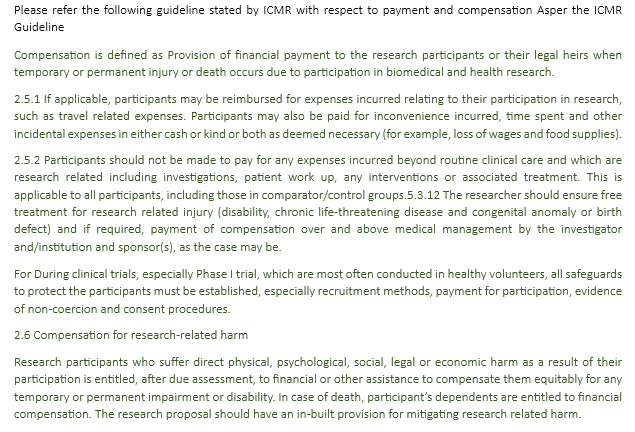 Please refer the following guideline stated by ICMR with respect to payment and compensation Asper the ICMR
Guideline
Compensation is defined as Provision of financial payment to the research participants or their legal heirs when
temporary or permanent injury or death occurs due to participation in biomedical and health research.
2.5.1 If applicable, participants may be reimbursed for expenses incurred relating to their participation in research,
such as travel related expenses. Participants may also be paid for inconvenience incurred, time spent and other
incidental expenses in either cash or kind or both as deemed necessary (for example, loss of wages and food supplies).
2.5.2 Participants should not be made to pay for any expenses incurred beyond routine clinical care and which are
research related including investigations, patient work up, any interventions or associated treatment. This is
applicable to all participants, including those in comparator/control groups.5.3.12 The researcher should ensure free
treatment for research related injury (disability, chronic life-threatening disease and congenital anomaly or birth
defect) and if required, payment of compensation over and above medical management by the investigator
and/institution and sponsor(s), as the case may be.
For During clinical trials, especially Phase I trial, which are most often conducted in healthy volunteers, all safeguards
to protect the participants must be established, especially recruitment methods, payment for participation, evidence
of non-coercion and consent procedures.
2.6 Compensation for research-related harm
Research participants who suffer direct physical, psychological, social, legal or economic harm as a result of their
participation is entitled, after due assessment, to financial or other assistance to compensate them equitably for any
temporary or permanent impairment or disability. In case of death, participant's dependents are entitled to financial
compensation. The research proposal should have an in-built provision for mitigating research related harm.